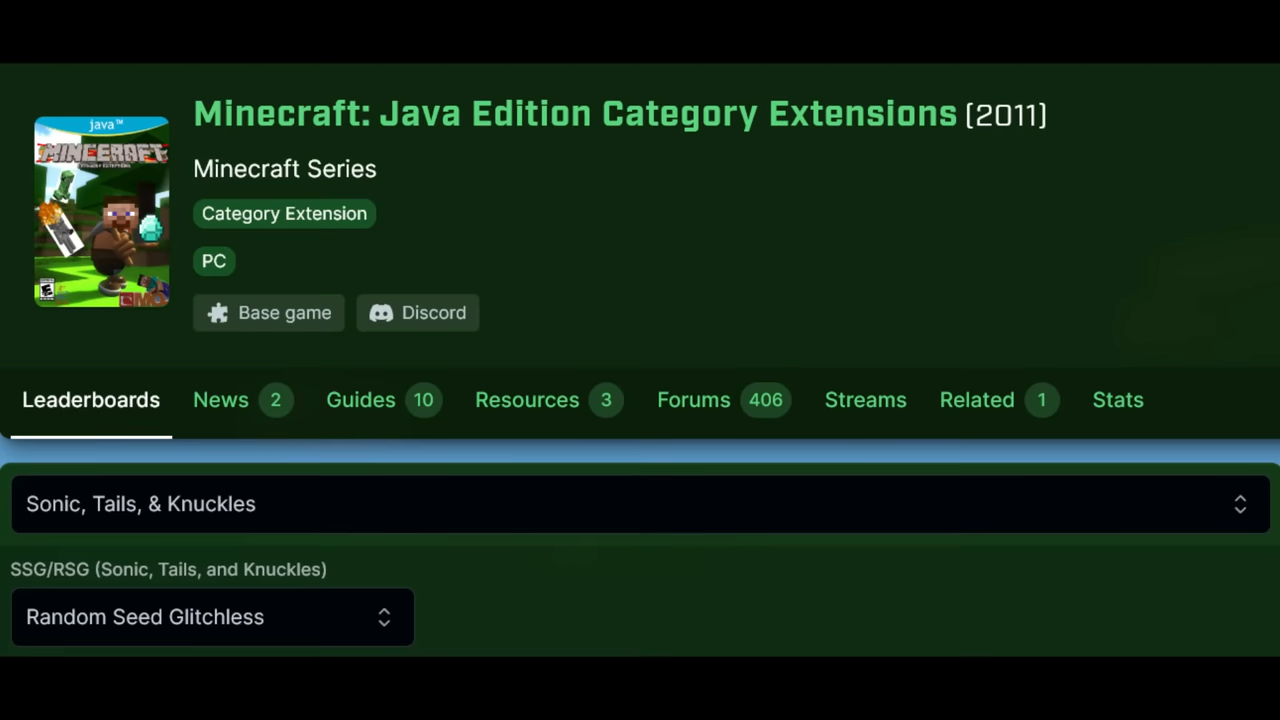 Minecraft: Java Edition Category Extensions (2011)
java™
MINECERAFT
Minecraft Series
Category Extension
PC
Base game Discord
Leaderboards News 2 Guides 10 Resources 3 Forums 406 Streams Related 1 Stats
Sonic, Tails, & Knuckles
SSG/RSG (Sonic, Tails, and Knuckles)
Random Seed Glitchless